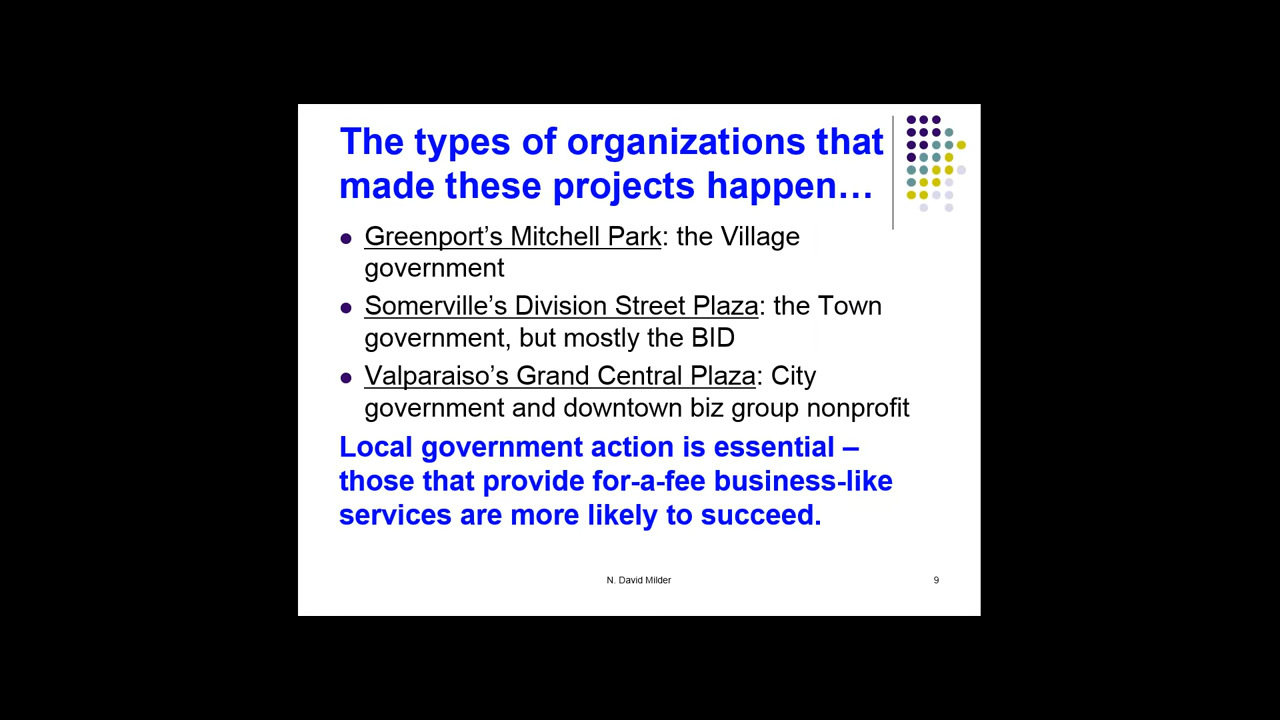 The types of organizations that
made these projects happen…
● Greenport’s Mitchell Park: the Village
government
● Somerville’s Division Street Plaza: the Town
government, but mostly the BID
● Valparaiso’s Grand Central Plaza: City
government and downtown biz group nonprofit
Local government action is essential –
those that provide for-a-fee business-like
services are more likely to succeed.
N. David Milder
9